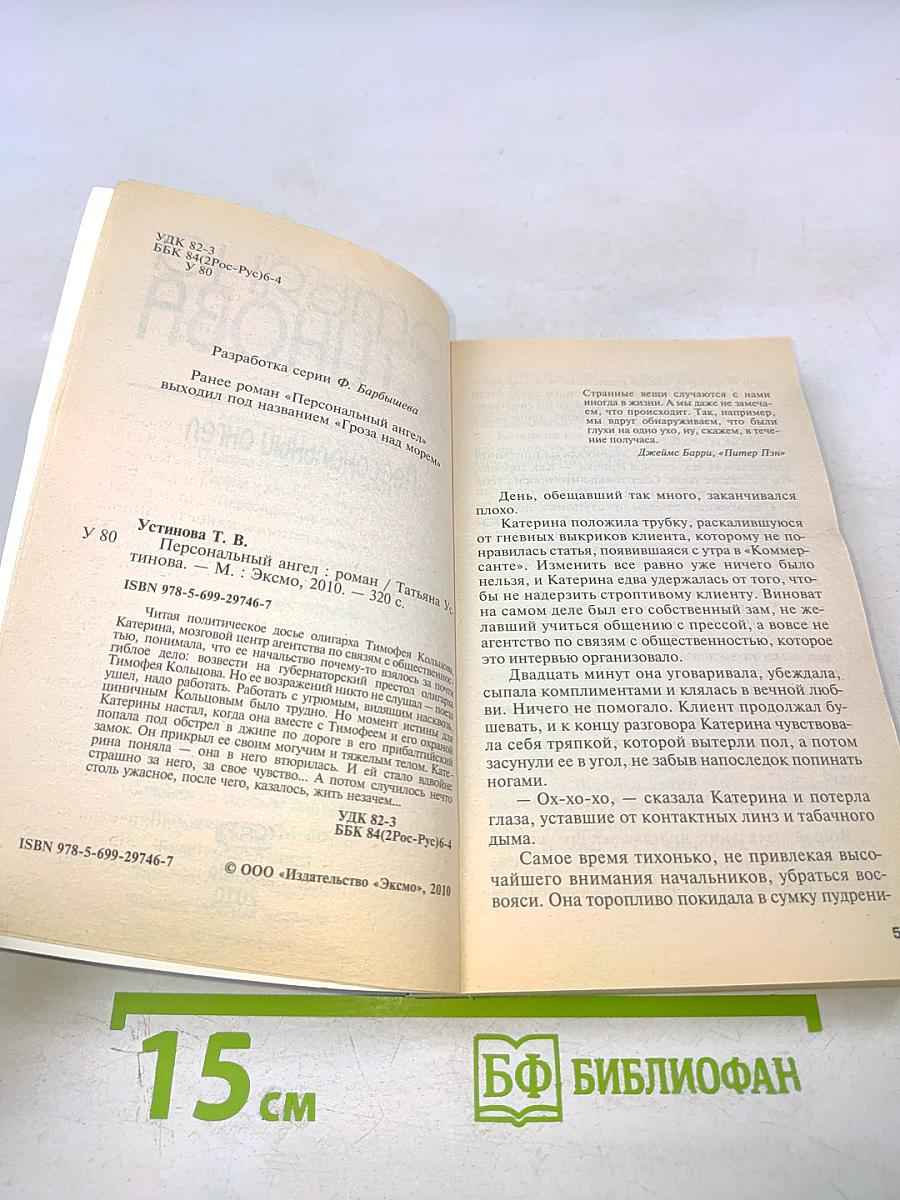 УДК 82-3
ББК 84(2Рос-Рус)6-4
У 80
Разработка серии Ф. Барбышева
Ранее роман «Персональный ангел»
выходил под названием «Гроза над морем»
Устинова Т. В.
У 80 Персональный ангел : роман / Татьяна Ус-
тинова. — М. : Эксмо, 2010. — 320 с.
ISBN 978-5-699-29746-7
Читая политическое досье олигарха Тимофея Кольцова,
Катерина, мозговой центр агентства по связям с общественнос-
тью, понимала, что ее начальство почему-то взялось за почти
гиблое дело: возвести на губернаторский престол олигарха
Тимофея Кольцова. Но ее возражений никто не слушал — поезд
ушел, надо работать. Работать с угрюмым, видящим насквозь,
циничным Кольцовым было трудно. Но момент истины для
Катерины настал, когда она вместе с Тимофеем и его охраной
попала под обстрел в джипе по дороге в его прибалтийский
замок. Он прикрыл ее своим могучим и тяжелым телом. Кате-
рина поняла — она в него втюрилась. И ей стало вдвойне
страшно за него, за свое чувство... А потом случилось нечто
столь ужасное, после чего, казалось, жить незачем...
УДК 82-3
ББК 84(2Рос-Рус)6-4
ISBN 978-5-699-29746-7
© ООО «Издательство «Эксмо», 2010
Странные вещи случаются с нами
иногда в жизни. А мы даже не замеча-
ем, что происходит. Так, например,
мы вдруг обнаруживаем, что были
глухи на одно ухо, ну, скажем, в тече-
ние получаса.
Джеймс Барри, «Питер Пэн»
День, обещавший так много, заканчивался
плохо.
Катерина положила трубку, раскалившуюся
от гневных выкриков клиента, которому не по-
нравилась статья, появившаяся с утра в «Коммер-
санте». Изменить все равно уже ничего было
нельзя, и Катерина едва удержалась от того, что-
бы не надерзить строптивому клиенту. Виноват
на самом деле был его собственный зам, не же-
лавший учиться общению с прессой, а вовсе не
агентство по связям с общественностью, которое
это интервью организовало.
Двадцать минут она уговаривала, убеждала,
сыпала комплиментами и клялась в вечной люб-
ви. Ничего не помогало. Клиент продолжал бу-
шевать, и к концу разговора Катерина чувствова-
ла себя тряпкой, которой вытерли пол, а потом
засунули ее в угол, не забыв напоследок попинать
ногами.
— Ох-хо-хо, — сказала Катерина и потерла
глаза, уставшие от контактных линз и табачного
дыма.
Самое время тихонько, не привлекая высо-
чайшего внимания начальников, убраться вос-
вояси. Она торопливо покидала в сумку пудрени-
5
15 см
БФ БИБЛИОФАН